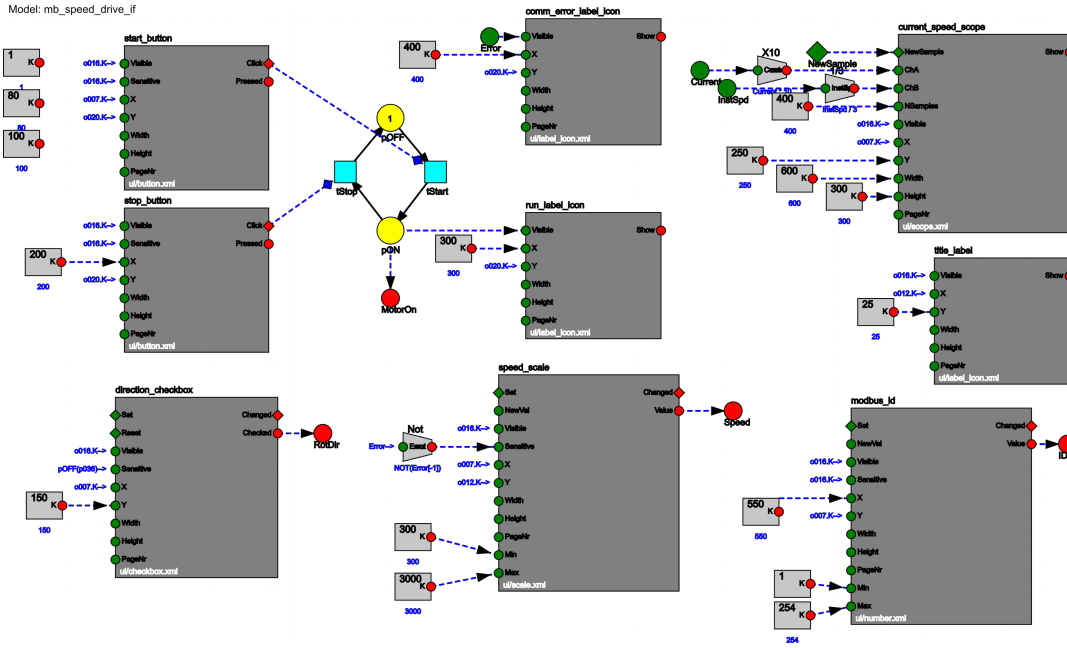 Model: mb_speed_drive_if
1
K
1
80
K
80
100
K
100
start_button
o016.K-->
Visible
Click
o016.K-->
Sensitive
Pressed
o007.K-->
X
o020.K-->
Y
Width
Height
PageNr
ui/button.xml
stop_button
o016.K-->
Visible
Click
o016.K-->
Sensitive
Pressed
200
K
200
X
o020.K-->
Y
Width
Height
PageNr
ui/button.xml
1
pOFF
tStop
tStart
pON
MotorOn
comm_error_label_icon
Error
Visible
Show
400
K
400
X
o020.K-->
Y
Width
Height
PageNr
ui/label_icon.xml
run_label_icon
Visible
Show
300
K
300
X
o020.K-->
Y
Width
Height
PageNr
ui/label_icon.xml
current_speed_scope
NewSample
NewSample
Show
Current
X10
ChA
InstSpd
1/3
InstSpd / 3
ChB
400
K
400
NSamples
o016.K-->
Visible
o007.K-->
X
250
K
250
Y
600
K
600
Width
300
K
300
Height
PageNr
ui/scope.xml
title_label
o016.K-->
Visible
Show
o012.K-->
X
25
K
25
Y
Width
Height
PageNr
ui/label_icon.xml
direction_checkbox
Set
Changed
Reset
Checked
RotDir
o016.K-->
Visible
pOFF(p036)-->
Sensitive
o007.K-->
X
150
K
150
Y
Width
Height
PageNr
ui/checkbox.xml
speed_scale
Set
Changed
NewVal
Value
Speed
o016.K-->
Visible
Error-->
Not
NOT(Error[-1])
Sensitive
o007.K-->
X
o012.K-->
Y
Width
Height
PageNr
300
K
300
Min
3000
K
3000
Max
ui/scale.xml
modbus_id
Set
Changed
NewVal
Value
ID
o016.K-->
Visible
o016.K-->
Sensitive
550
K
550
X
o007.K-->
Y
Width
Height
PageNr
1
K
1
Min
254
K
254
Max
ui/number.xml